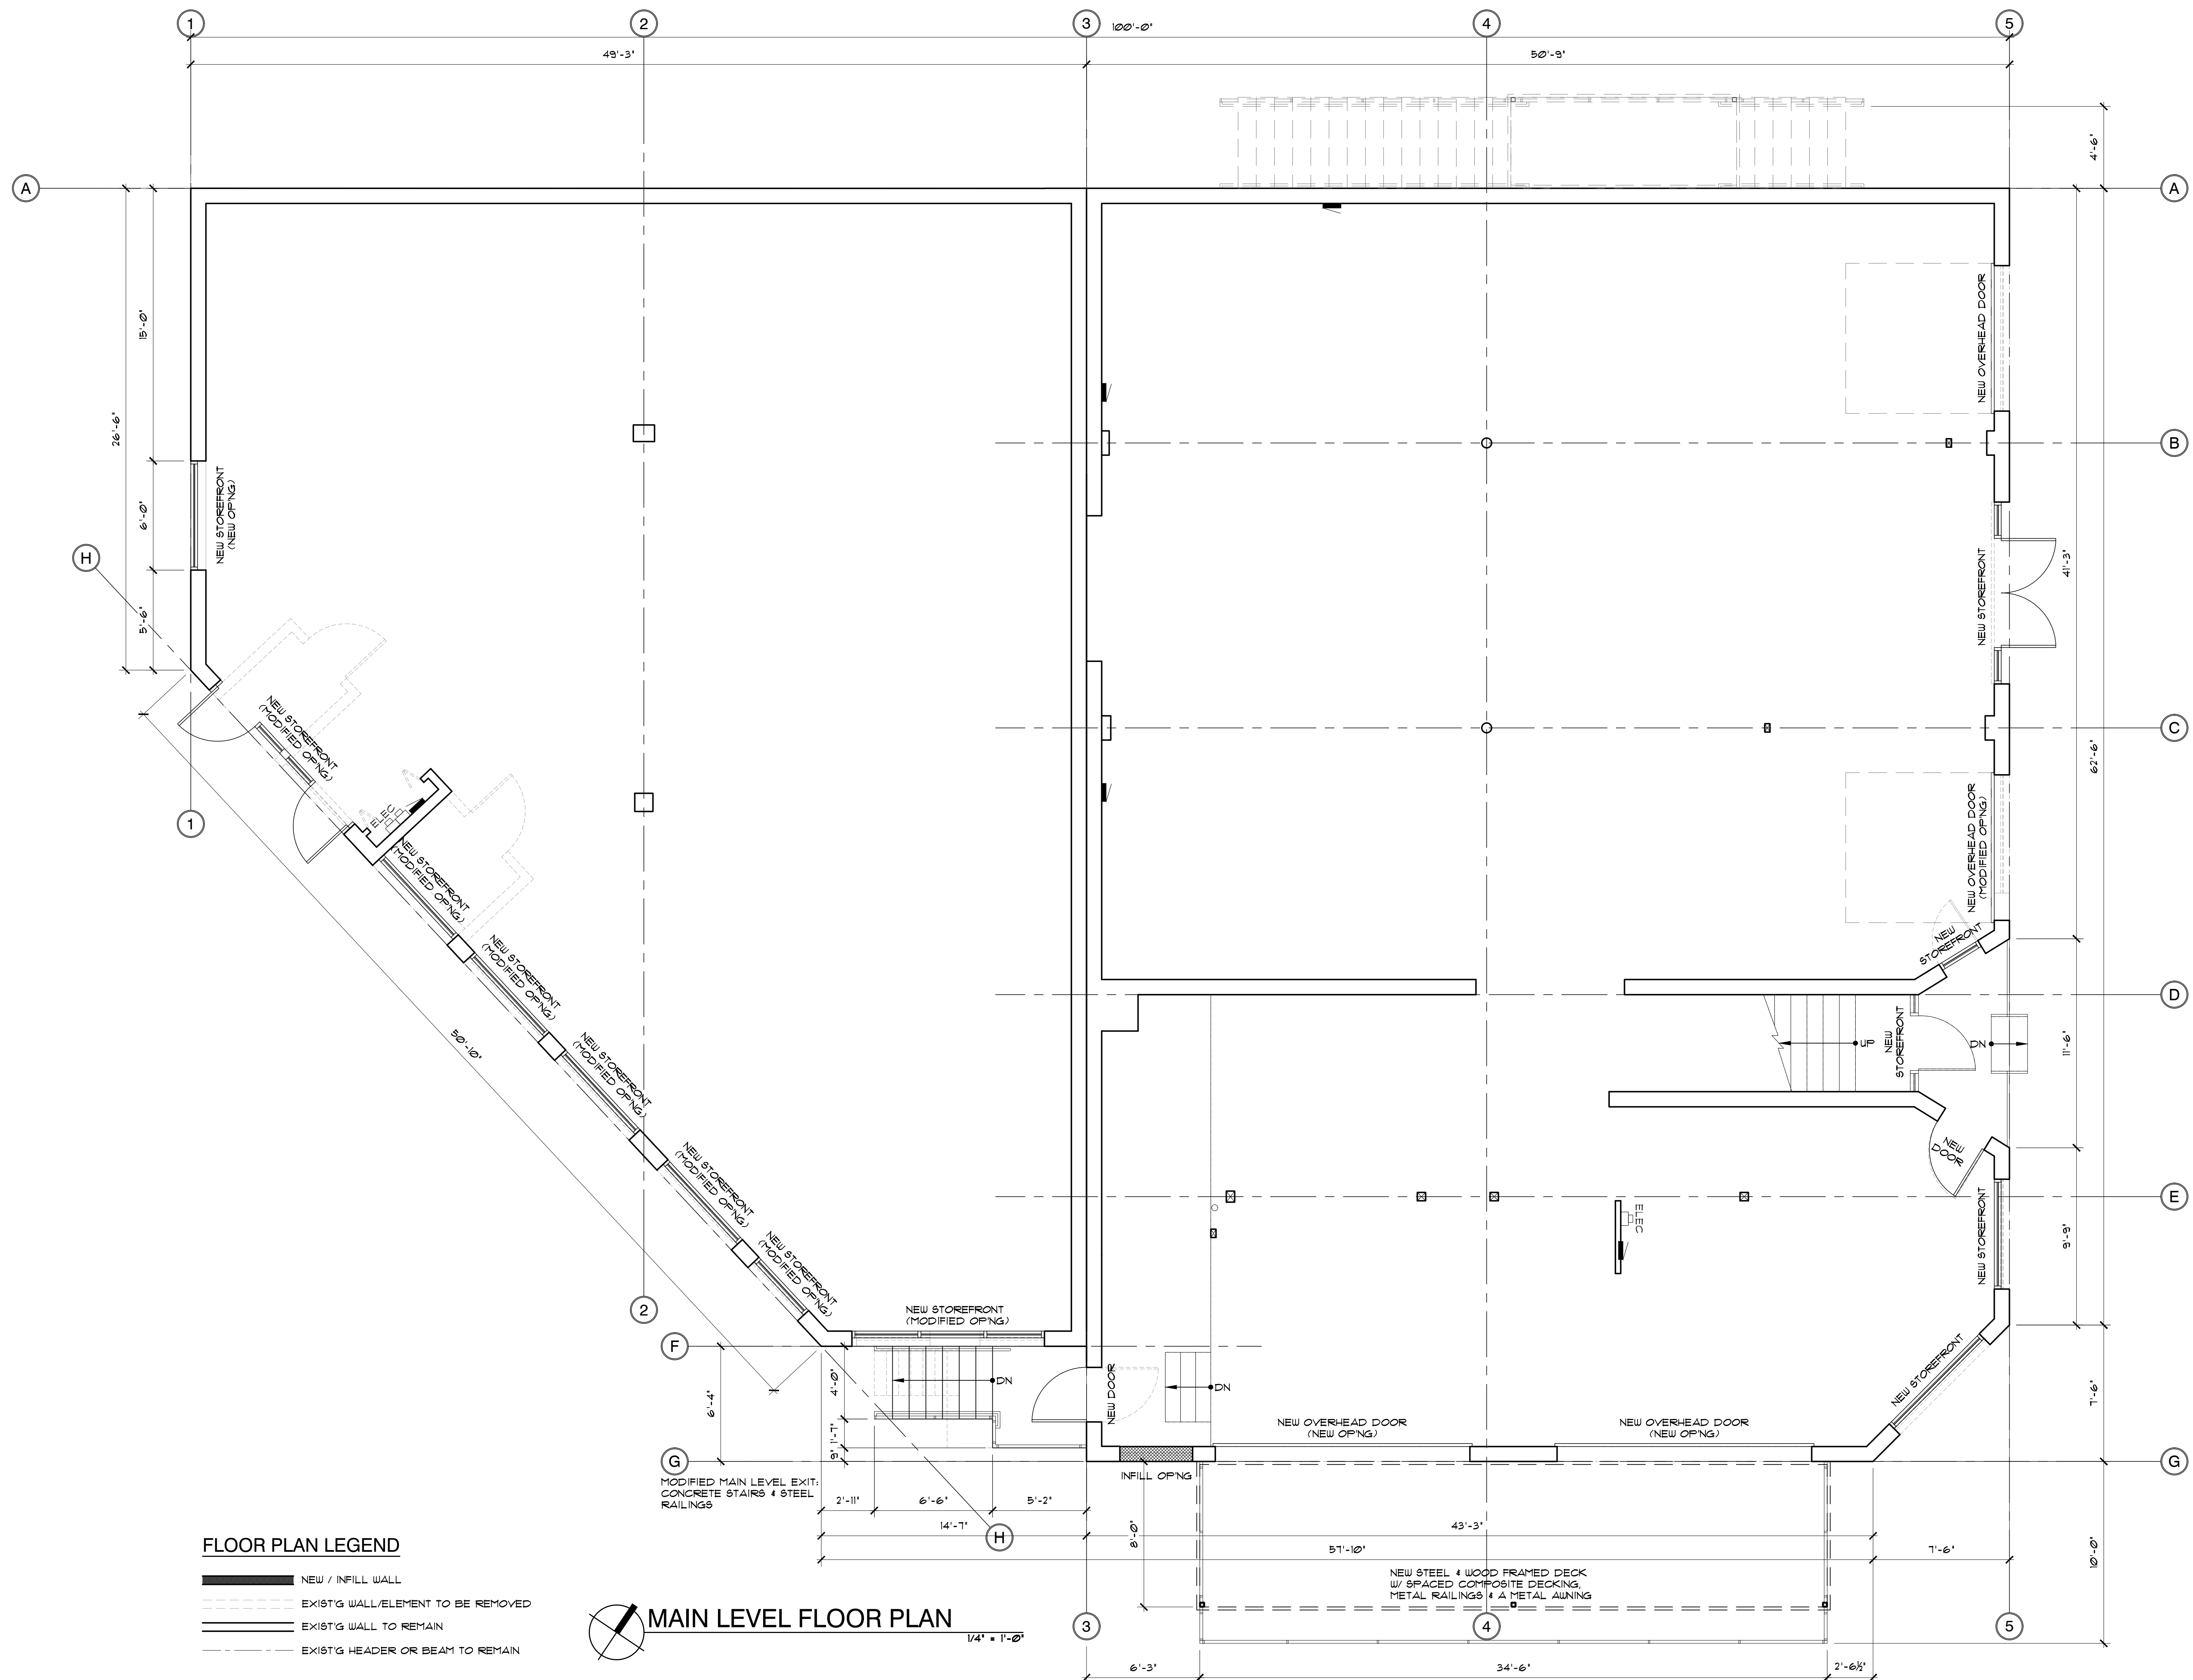 1
2
3
4
5
100'-0"
49'-3"
50'-9"
4'-6"
A
A
15'-0"
26'-6"
6'-0"
5'-6"
H
NEW STOREFRONT
(NEW OP'NG)
NEW OVERHEAD DOOR
B
41'-3"
NEW STOREFRONT
NEW STOREFRONT
(MODIFIED OP'NG)
C
62'-6"
ELEC
1
NEW OVERHEAD DOOR
(MODIFIED OP'NG)
NEW STOREFRONT
(MODIFIED OP'NG)
NEW
STOREFRONT
NEW STOREFRONT
(MODIFIED OP'NG)
D
50'-10"
NEW STOREFRONT
(MODIFIED OP'NG)
UP
NEW
STOREFRONT
DN
11'-6"
NEW STOREFRONT
(MODIFIED OP'NG)
NEW
DOOR
E
ELEC
NEW STOREFRONT
9'-9"
NEW STOREFRONT
(MODIFIED OP'NG)
2
NEW STOREFRONT
(MODIFIED OP'NG)
F
6'-4"
4'-0"
1'-7"
9"
DN
NEW DOOR
DN
NEW STOREFRONT
7'-6"
NEW OVERHEAD DOOR
(NEW OP'NG)
NEW OVERHEAD DOOR
(NEW OP'NG)
G
G
INFILL OP'NG
MODIFIED MAIN LEVEL EXIT:
CONCRETE STAIRS & STEEL
RAILINGS
2'-11"
6'-6"
5'-2"
14'-7"
H
8'-0"
43'-3"
57'-10"
7'-6"
10'-0"
NEW STEEL & WOOD FRAMED DECK
W/ SPACED COMPOSITE DECKING,
METAL RAILINGS & A METAL AWNING
3
4
5
6'-3"
34'-6"
2'-6½"
FLOOR PLAN LEGEND
NEW / INFILL WALL
EXIST'G WALL/ELEMENT TO BE REMOVED
EXIST'G WALL TO REMAIN
EXIST'G HEADER OR BEAM TO REMAIN
MAIN LEVEL FLOOR PLAN
1/4" = 1'-0"